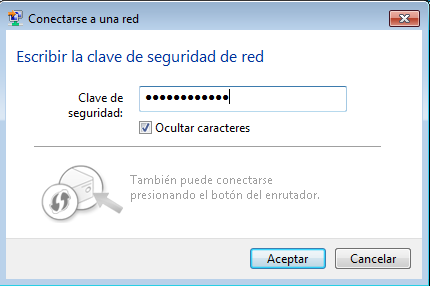 Conectarse a una red
Escribir la clave de seguridad de red
Clave de
seguridad:
••••••••••••
Ocultar caracteres
También puede conectarse
presionando el botón del enrutador.
Aceptar
Cancelar